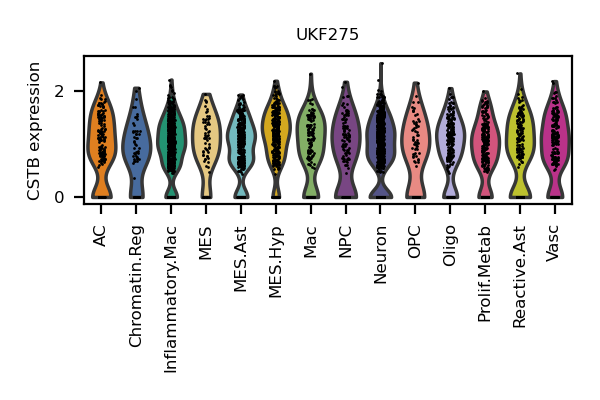 UKF275
CSTB expression
2
0
AC
Chromatin.Reg
Inflammatory.Mac
MES
MES.Ast
MES.Hyp
Mac
NPC
Neuron
OPC
Oligo
Prolif.Metab
Reactive.Ast
Vasc